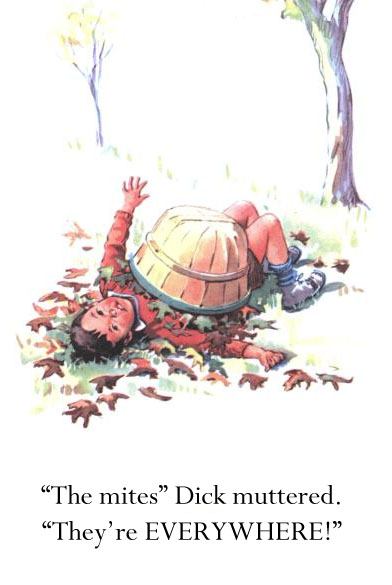 “The mites” Dick muttered.
“They’re EVERYWHERE!”